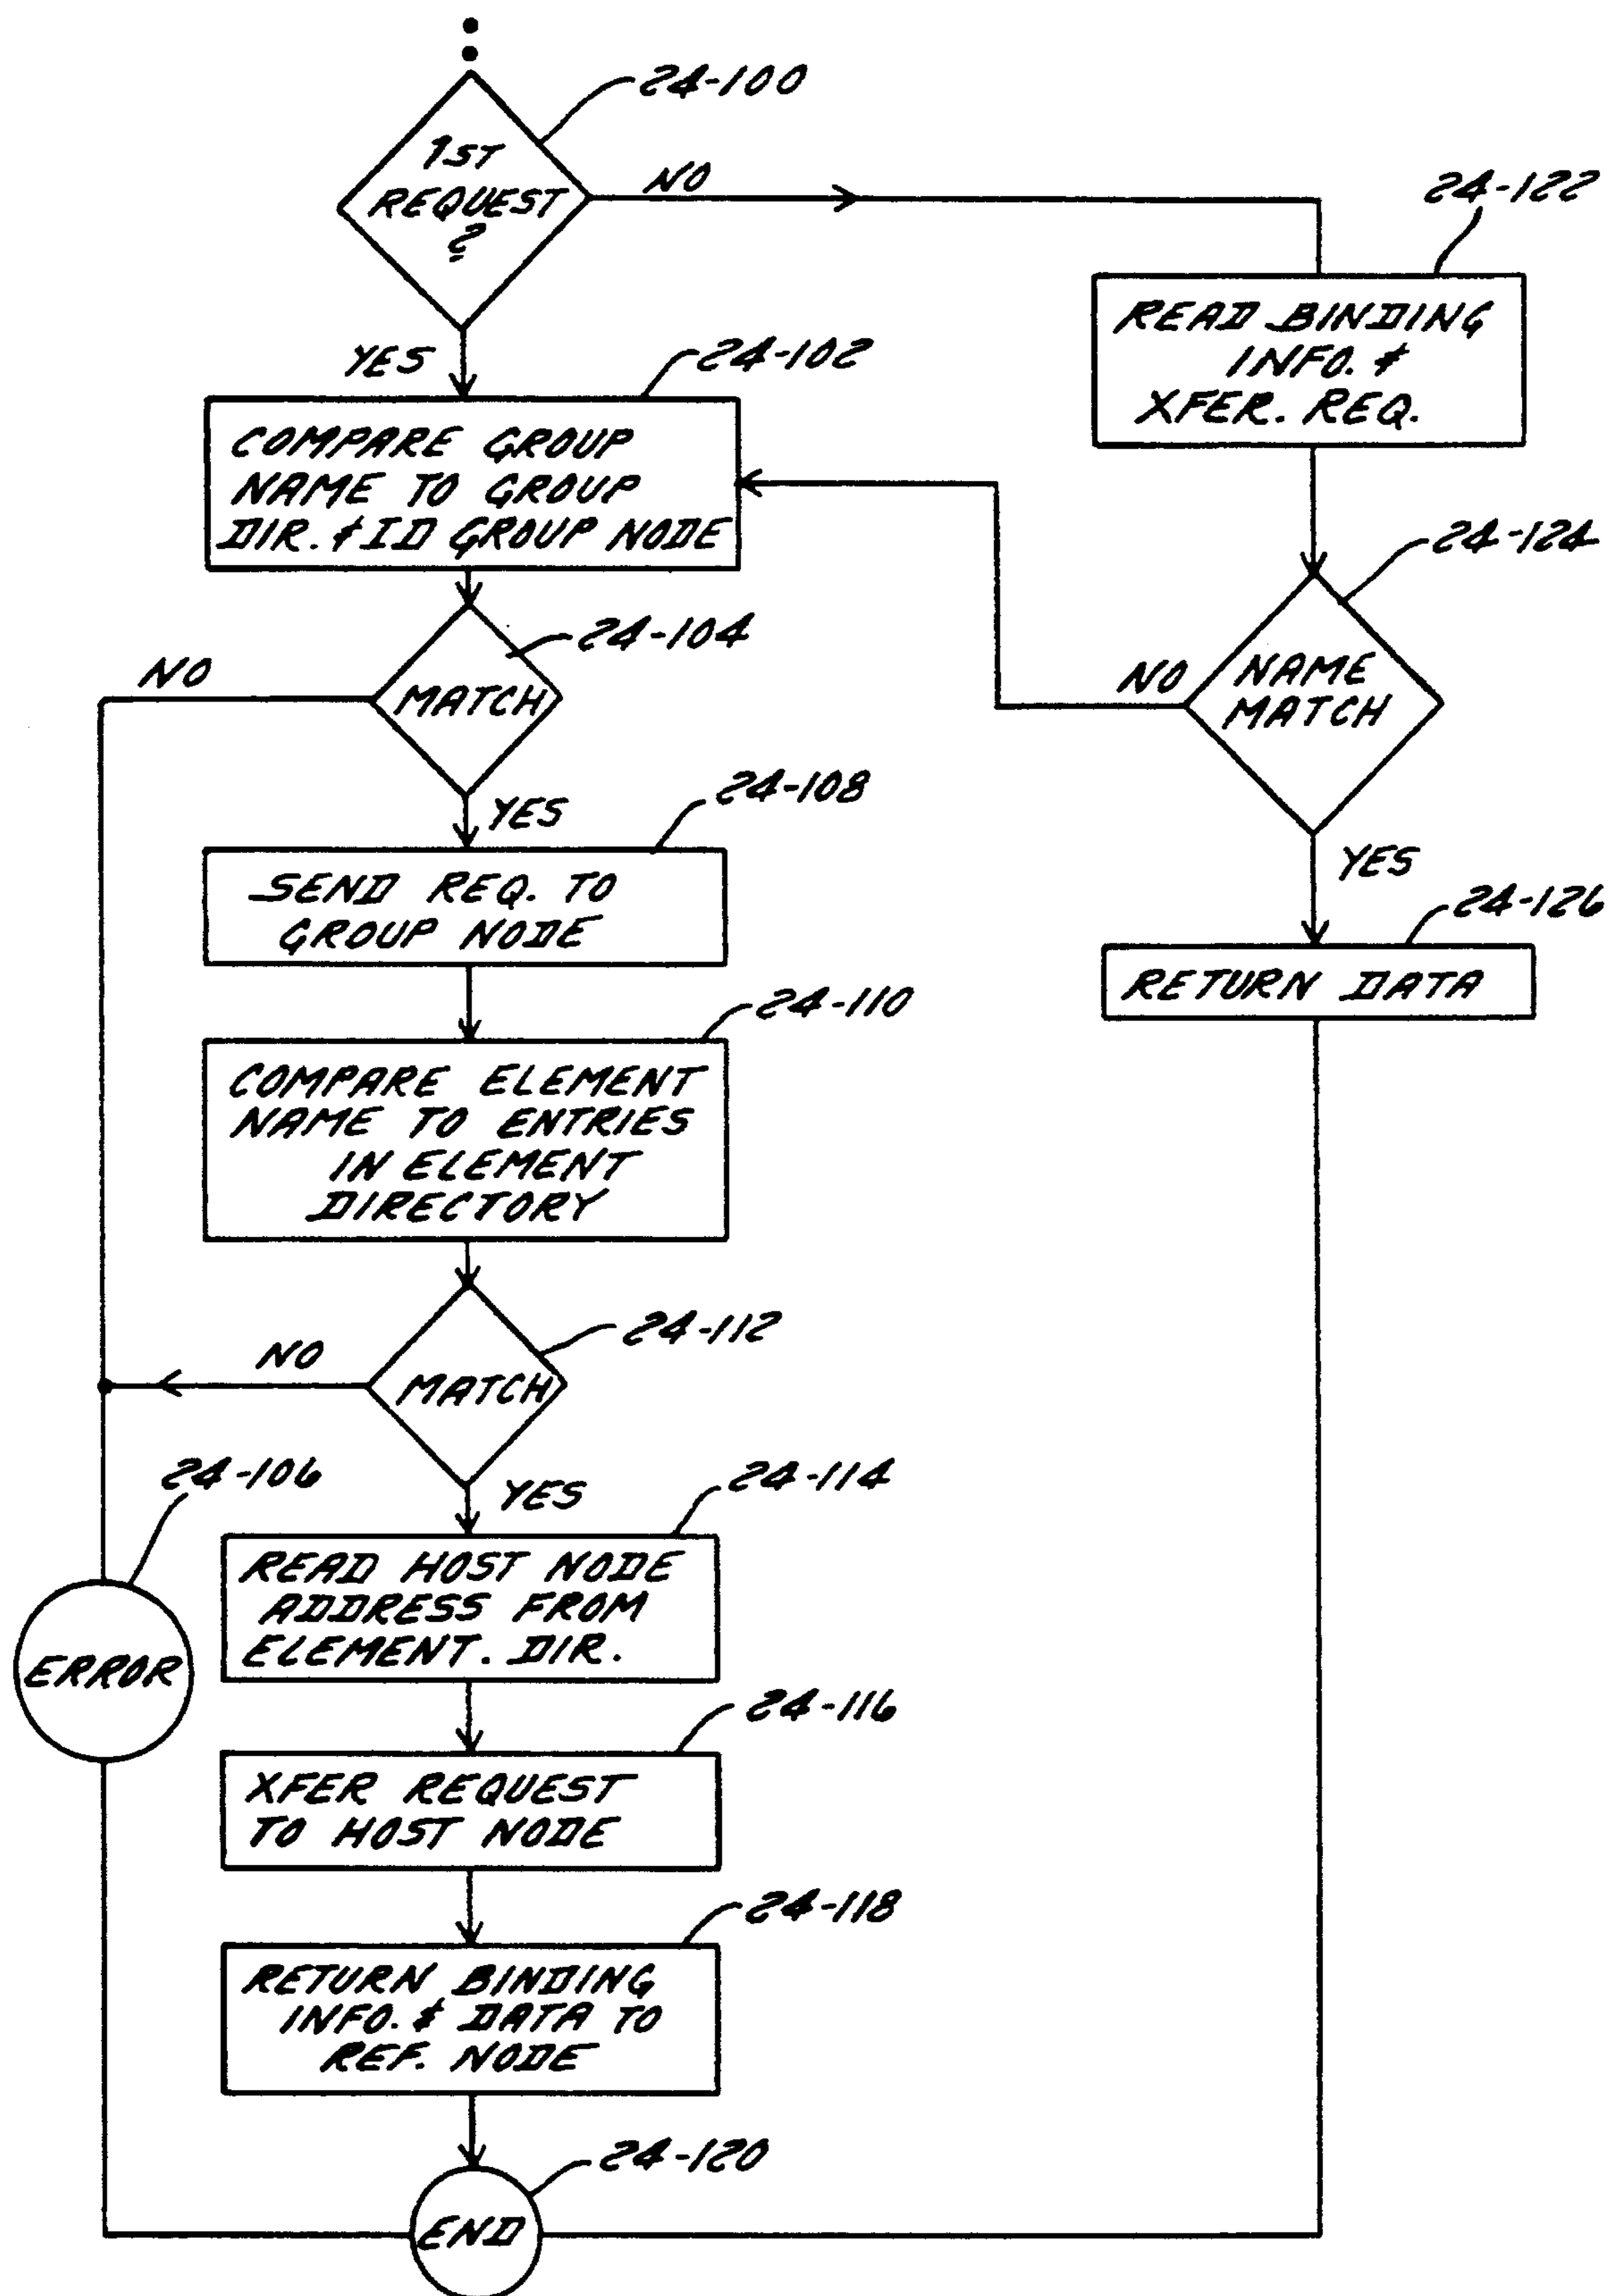 24-100
1ST
REQUEST
?
NO
24-122
READ BINDING
INFO. &
XFER. REQ.
YES
24-102
COMPARE GROUP
NAME TO GROUP
DIR. & ID GROUP NODE
24-124
NAME
MATCH
NO
24-104
MATCH
NO
YES
24-108
SEND REQ. TO
GROUP NODE
YES
24-126
RETURN DATA
24-110
COMPARE ELEMENT
NAME TO ENTRIES
IN ELEMENT
DIRECTORY
24-112
MATCH
NO
24-106
ERROR
YES
24-114
READ HOST NODE
ADDRESS FROM
ELEMENT. DIR.
24-116
XFER REQUEST
TO HOST NODE
24-118
RETURN BINDING
INFO. & DATA TO
REF. NODE
24-120
END